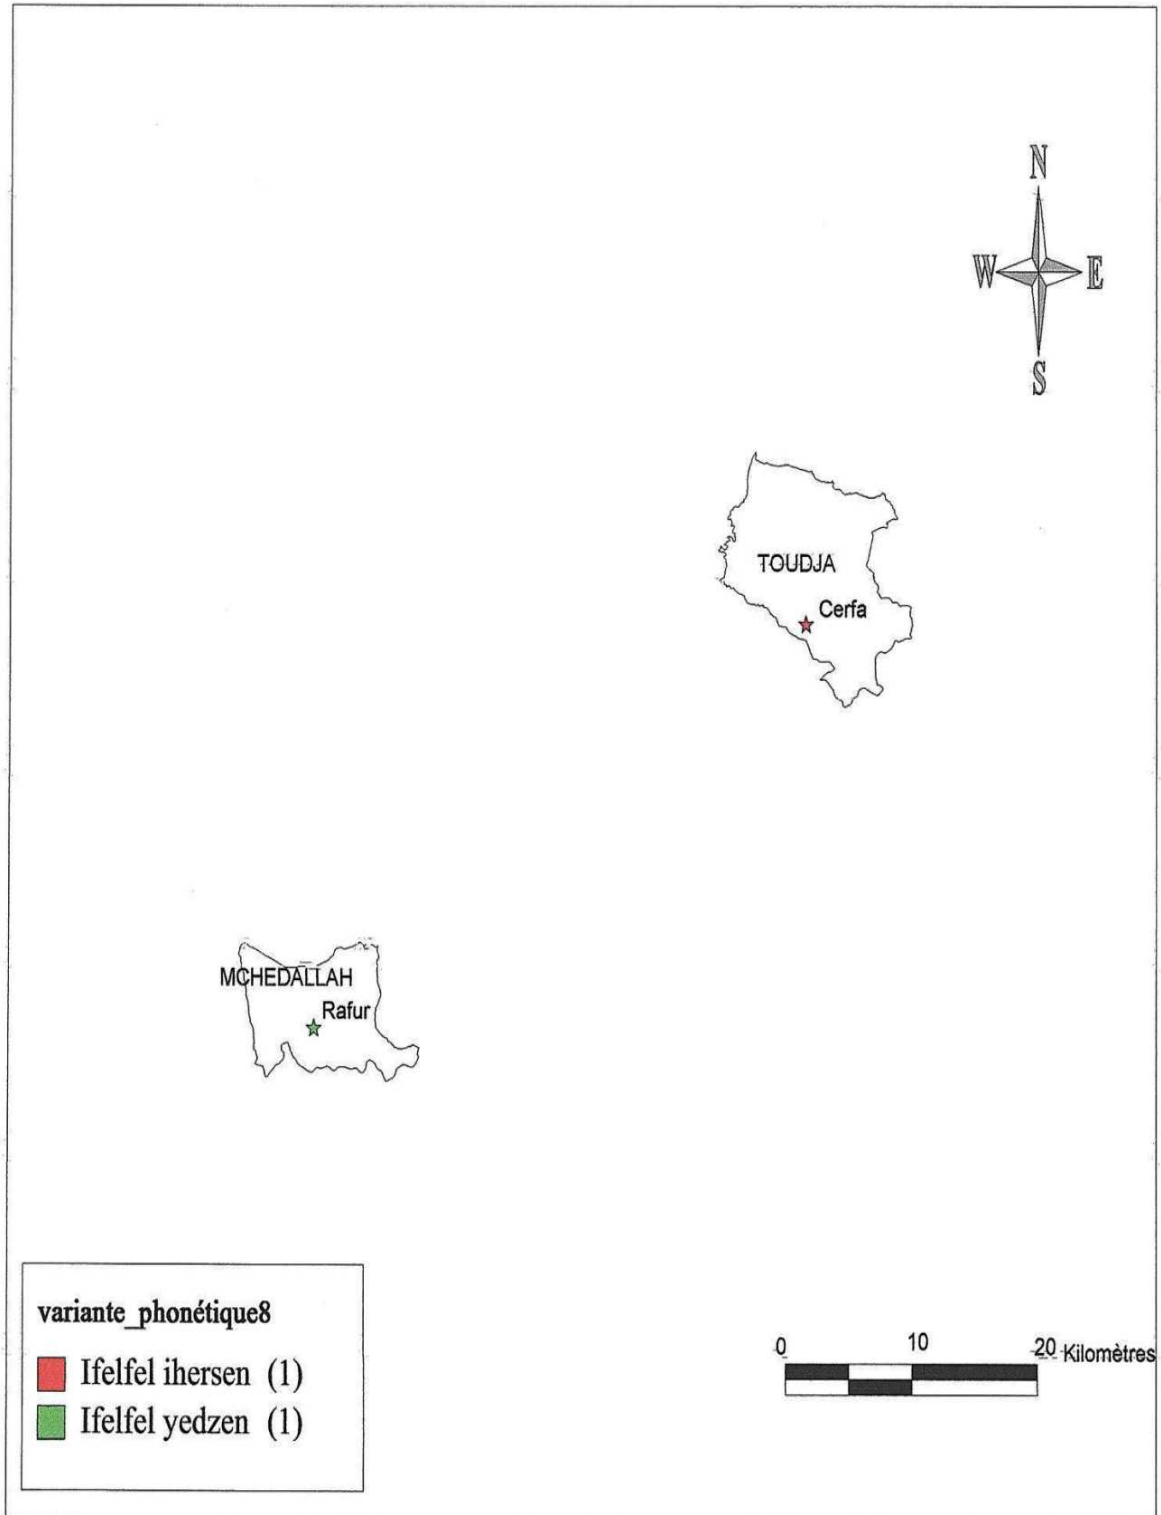 N
W E
S
TOUDJA
Cerfa
MCHEDALLAH
Rafur
variante_phonétique8
Ifelfel ihersen (1)
Ifelfel yedzen (1)
0 10 20 Kilomètres